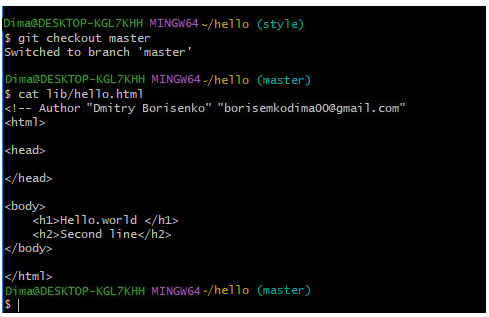 Dima@DESKTOP-KGL7KHH MINGW64 ~/hello (style)
$ git checkout master
Switched to branch 'master'
Dima@DESKTOP-KGL7KHH MINGW64 ~/hello (master)
$ cat lib/hello.html
<!-- Author "Dmitry Borisenko" "borisemkodima00@gmail.com"
<html>
<head>
</head>
<body>
    <h1>Hello.world </h1>
    <h2>Second line</h2>
</body>
</html>
Dima@DESKTOP-KGL7KHH MINGW64 ~/hello (master)
$